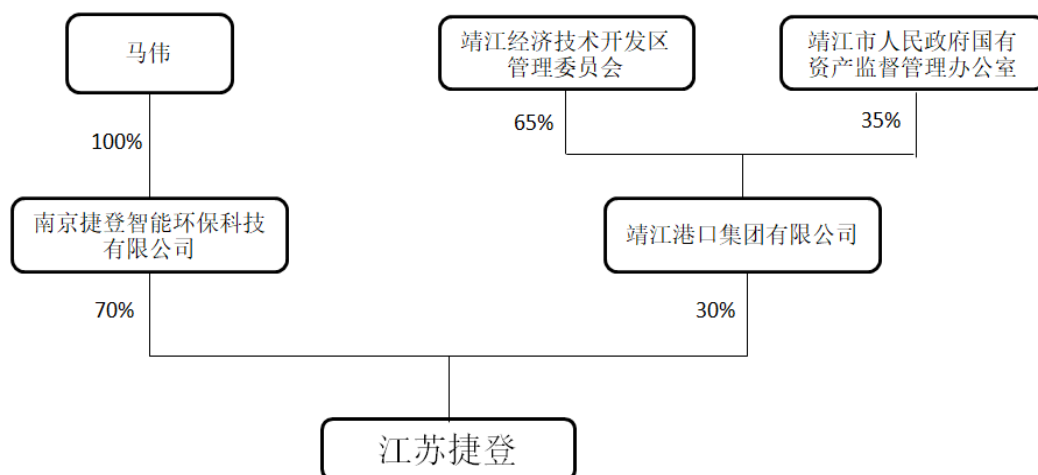 马伟
靖江经济技术开发区
管理委员会
靖江市人民政府国有
资产监督管理办公室
100%
65%
35%
南京捷登智能环保科技
有限公司
靖江港口集团有限公司
70%
30%
江苏捷登